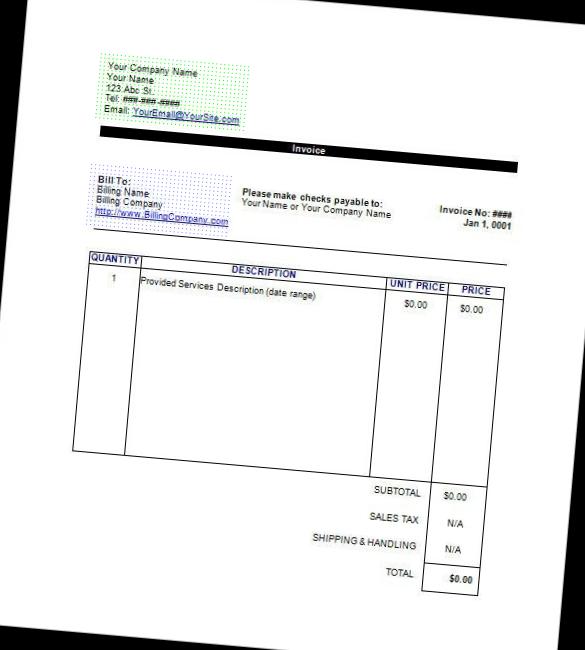 Your Company Name
Your Name
123 Abc St.
Tel: ###-###-####
Email: YourEmail@YourSite.com
Invoice
Bill To:
Billing Name
Billing Company
http://www.BillingCompany.com
Please make checks payable to:
Your Name or Your Company Name
Invoice No: ####
Jan 1, 0001
QUANTITY DESCRIPTION UNIT PRICE PRICE
1 Provided Services Description (date range) $0.00 $0.00
SUBTOTAL $0.00
SALES TAX N/A
SHIPPING & HANDLING N/A
TOTAL $0.00